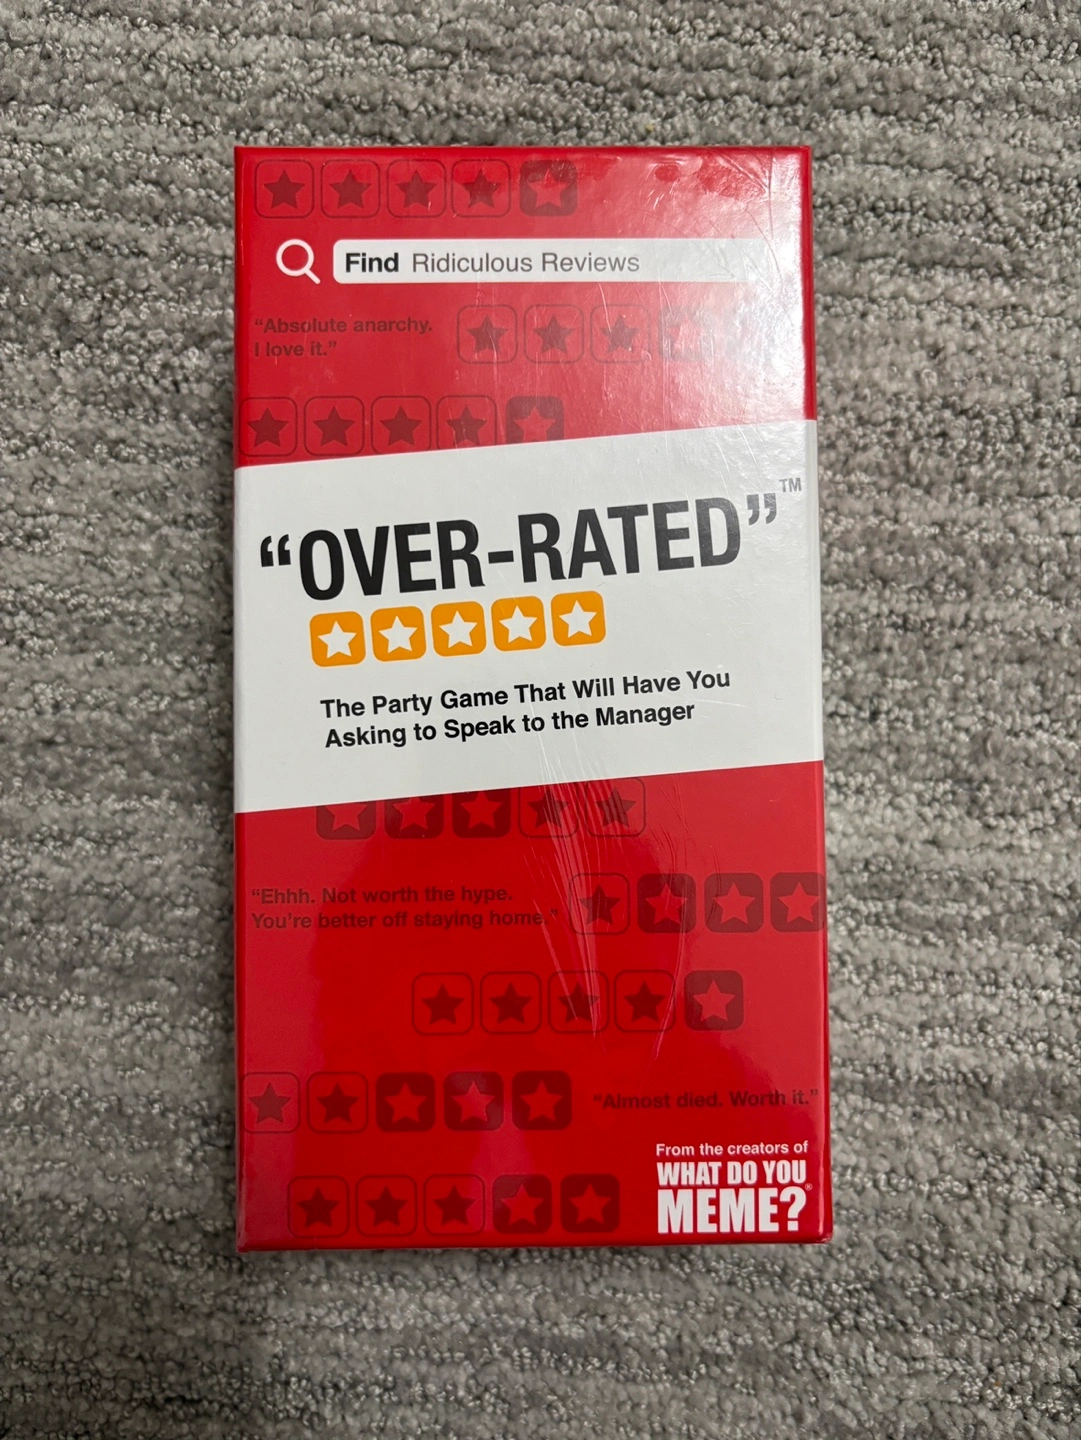 Find Ridiculous Reviews
“Absolute anarchy.
I love it.”
“OVER-RATED”™
The Party Game That Will Have You
Asking to Speak to the Manager
“Ehhh. Not worth the hype.
You're better off staying home.”
“Almost died. Worth it.”
From the creators of
WHAT DO YOU
MEME?®